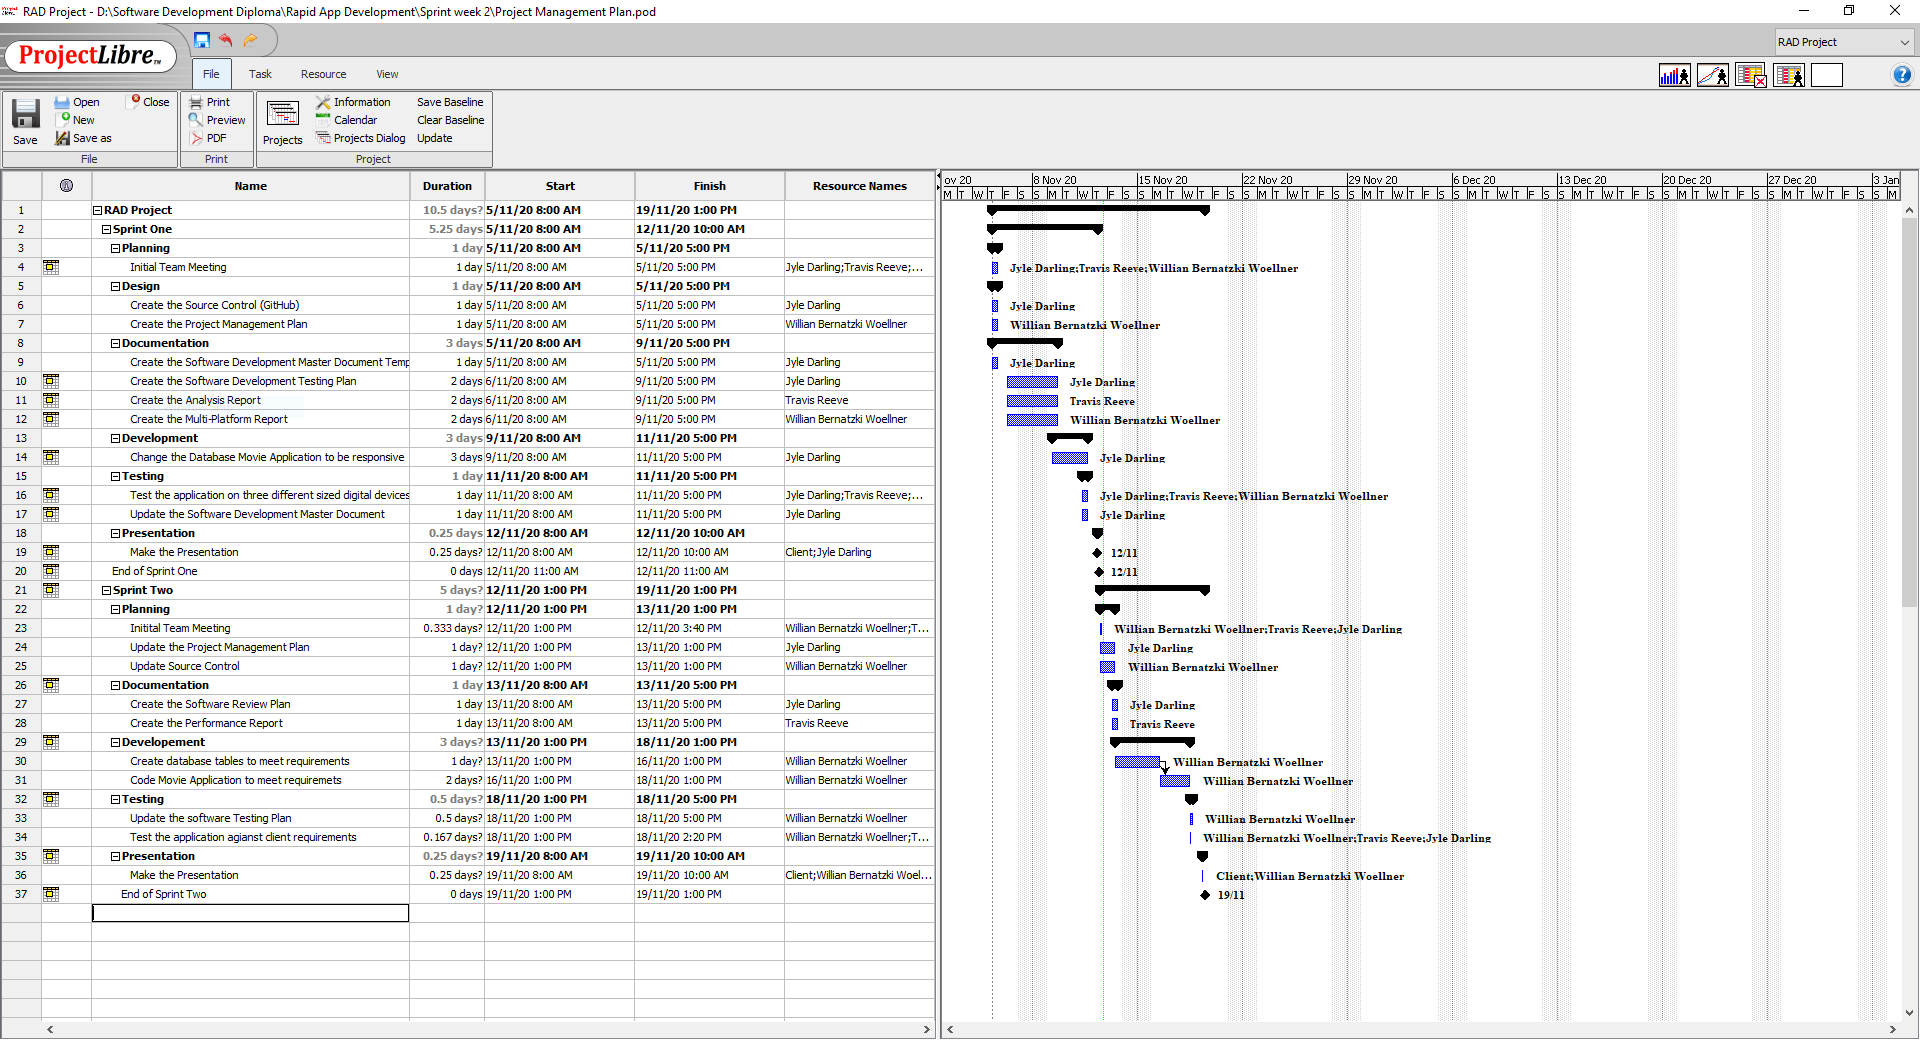 RAD Project - D:\Software Development Diploma\Rapid App Development\Sprint week 2\Project Management Plan.pod
ProjectLibre™
RAD Project
File Task Resource View
Save Open New Save as Close
File
Print Preview PDF
Print
Projects Information Calendar Projects Dialog Save Baseline Clear Baseline Update
Project
Name Duration Start Finish Resource Names
1 RAD Project 10.5 days? 5/11/20 8:00 AM 19/11/20 1:00 PM
2 Sprint One 5.25 days 5/11/20 8:00 AM 12/11/20 10:00 AM
3 Planning 1 day 5/11/20 8:00 AM 5/11/20 5:00 PM
4 Initial Team Meeting 1 day 5/11/20 8:00 AM 5/11/20 5:00 PM Jyle Darling;Travis Reeve;...
5 Design 1 day 5/11/20 8:00 AM 5/11/20 5:00 PM
6 Create the Source Control (GitHub) 1 day 5/11/20 8:00 AM 5/11/20 5:00 PM Jyle Darling
7 Create the Project Management Plan 1 day 5/11/20 8:00 AM 5/11/20 5:00 PM Willian Bernatzki Woellner
8 Documentation 3 days 5/11/20 8:00 AM 9/11/20 5:00 PM
9 Create the Software Development Master Document Temp 1 day 5/11/20 8:00 AM 5/11/20 5:00 PM Jyle Darling
10 Create the Software Development Testing Plan 2 days 6/11/20 8:00 AM 9/11/20 5:00 PM Jyle Darling
11 Create the Analysis Report 2 days 6/11/20 8:00 AM 9/11/20 5:00 PM Travis Reeve
12 Create the Multi-Platform Report 2 days 6/11/20 8:00 AM 9/11/20 5:00 PM Willian Bernatzki Woellner
13 Development 3 days 9/11/20 8:00 AM 11/11/20 5:00 PM
14 Change the Database Movie Application to be responsive 3 days 9/11/20 8:00 AM 11/11/20 5:00 PM Jyle Darling
15 Testing 1 day 11/11/20 8:00 AM 11/11/20 5:00 PM
16 Test the application on three different sized digital devices 1 day 11/11/20 8:00 AM 11/11/20 5:00 PM Jyle Darling;Travis Reeve;...
17 Update the Software Development Master Document 1 day 11/11/20 8:00 AM 11/11/20 5:00 PM Jyle Darling
18 Presentation 0.25 days 12/11/20 8:00 AM 12/11/20 10:00 AM
19 Make the Presentation 0.25 days? 12/11/20 8:00 AM 12/11/20 10:00 AM Client;Jyle Darling
20 End of Sprint One 0 days 12/11/20 11:00 AM 12/11/20 11:00 AM
21 Sprint Two 5 days? 12/11/20 1:00 PM 19/11/20 1:00 PM
22 Planning 1 day? 12/11/20 1:00 PM 13/11/20 1:00 PM
23 Initital Team Meeting 0.333 days? 12/11/20 1:00 PM 12/11/20 3:40 PM Willian Bernatzki Woellner;T...
24 Update the Project Management Plan 1 day? 12/11/20 1:00 PM 13/11/20 1:00 PM Jyle Darling
25 Update Source Control 1 day? 12/11/20 1:00 PM 13/11/20 1:00 PM Willian Bernatzki Woellner
26 Documentation 1 day 13/11/20 8:00 AM 13/11/20 5:00 PM
27 Create the Software Review Plan 1 day 13/11/20 8:00 AM 13/11/20 5:00 PM Jyle Darling
28 Create the Performance Report 1 day 13/11/20 8:00 AM 13/11/20 5:00 PM Travis Reeve
29 Developement 3 days? 13/11/20 1:00 PM 18/11/20 1:00 PM
30 Create database tables to meet requirements 1 day? 13/11/20 1:00 PM 16/11/20 1:00 PM Willian Bernatzki Woellner
31 Code Movie Application to meet requiremets 2 days? 16/11/20 1:00 PM 18/11/20 1:00 PM Willian Bernatzki Woellner
32 Testing 0.5 days? 18/11/20 1:00 PM 18/11/20 5:00 PM
33 Update the software Testing Plan 0.5 days? 18/11/20 1:00 PM 18/11/20 5:00 PM Willian Bernatzki Woellner
34 Test the application agianst client requirements 0.167 days? 18/11/20 1:00 PM 18/11/20 2:20 PM Willian Bernatzki Woellner;T...
35 Presentation 0.25 days? 19/11/20 8:00 AM 19/11/20 10:00 AM
36 Make the Presentation 0.25 days? 19/11/20 8:00 AM 19/11/20 10:00 AM Client;Willian Bernatzki Woel...
37 End of Sprint Two 0 days 19/11/20 1:00 PM 19/11/20 1:00 PM
ov 20 8 Nov 20 15 Nov 20 22 Nov 20 29 Nov 20 6 Dec 20 13 Dec 20 20 Dec 20 27 Dec 20 3 Jan
M T W T F S S M T W T F S S M T W T F S S M T W T F S S M T W T F S S M T W T F S S M T W T F S S M T W T F S S M T W T F S S M
Jyle Darling;Travis Reeve;Willian Bernatzki Woellner
Jyle Darling
Willian Bernatzki Woellner
Jyle Darling
Jyle Darling
Travis Reeve
Willian Bernatzki Woellner
Jyle Darling
Jyle Darling;Travis Reeve;Willian Bernatzki Woellner
Jyle Darling
12/11
12/11
Willian Bernatzki Woellner;Travis Reeve;Jyle Darling
Jyle Darling
Willian Bernatzki Woellner
Jyle Darling
Travis Reeve
Willian Bernatzki Woellner
Willian Bernatzki Woellner
Willian Bernatzki Woellner
Willian Bernatzki Woellner;Travis Reeve;Jyle Darling
Client;Willian Bernatzki Woellner
19/11